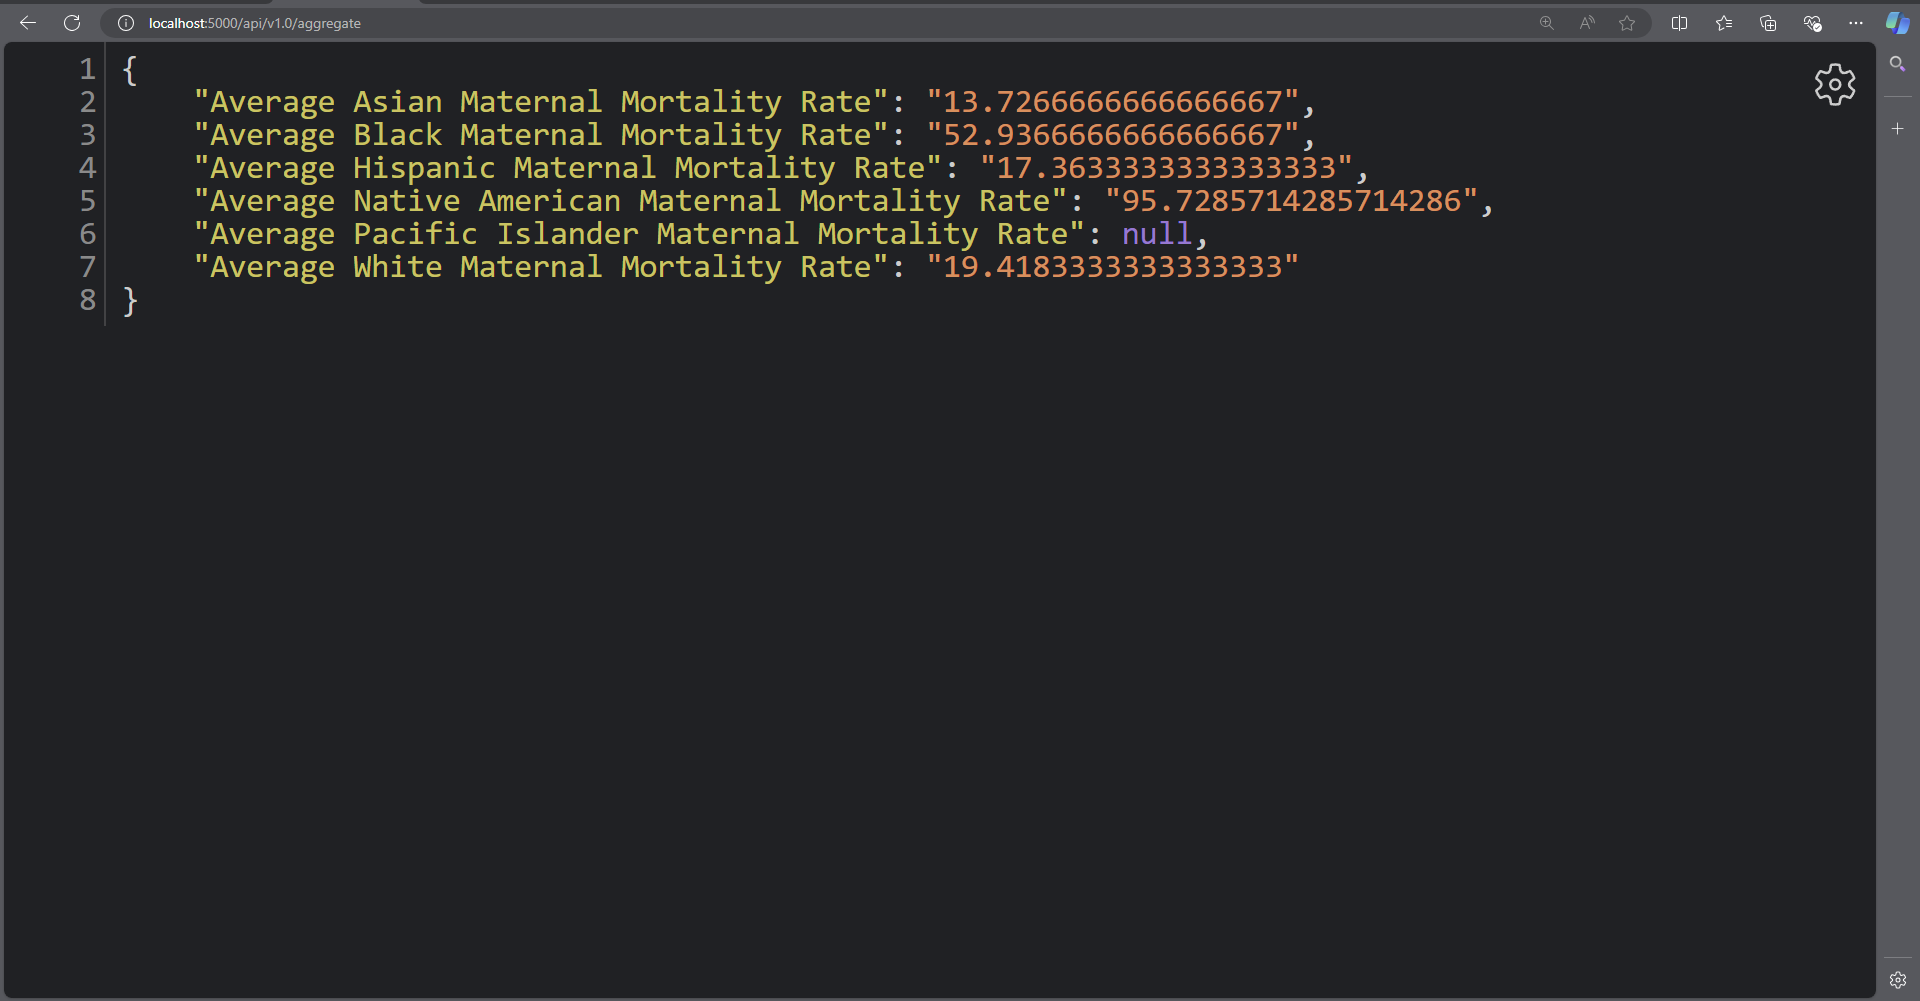 localhost:5000/api/v1.0/aggregate
1 {
2 "Average Asian Maternal Mortality Rate": "13.7266666666666667",
3 "Average Black Maternal Mortality Rate": "52.9366666666666667",
4 "Average Hispanic Maternal Mortality Rate": "17.3633333333333333",
5 "Average Native American Maternal Mortality Rate": "95.7285714285714286",
6 "Average Pacific Islander Maternal Mortality Rate": null,
7 "Average White Maternal Mortality Rate": "19.4183333333333333"
8 }